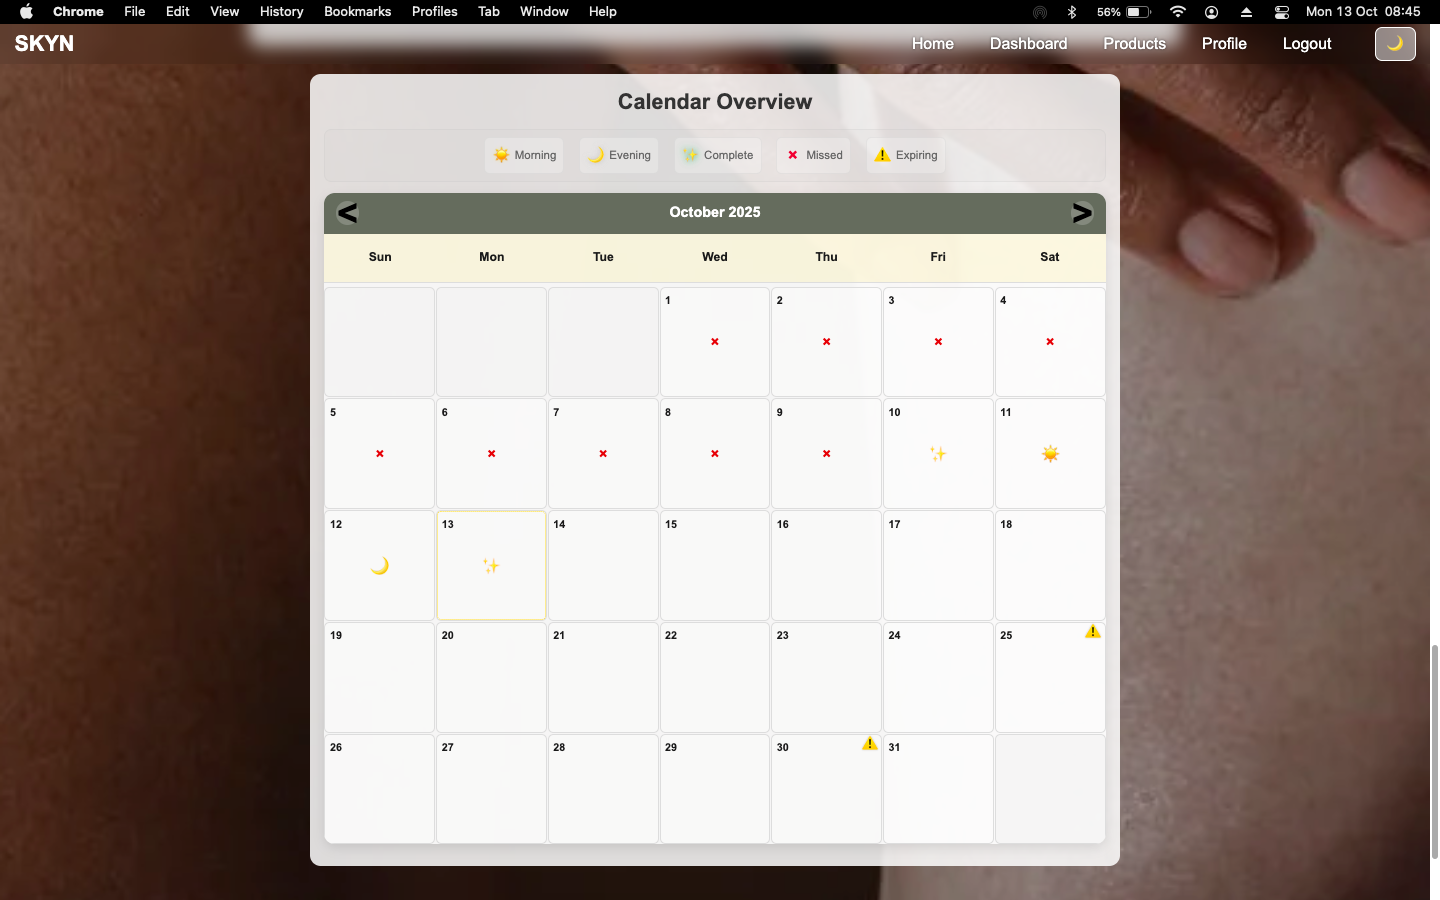 Chrome File Edit View History Bookmarks Profiles Tab Window Help 56% Mon 13 Oct 08:45
SKYN Home Dashboard Products Profile Logout
Calendar Overview
Morning Evening Complete Missed Expiring
< October 2025 >
Sun Mon Tue Wed Thu Fri Sat
1 2 3 4
5 6 7 8 9 10 11
12 13 14 15 16 17 18
19 20 21 22 23 24 25
26 27 28 29 30 31